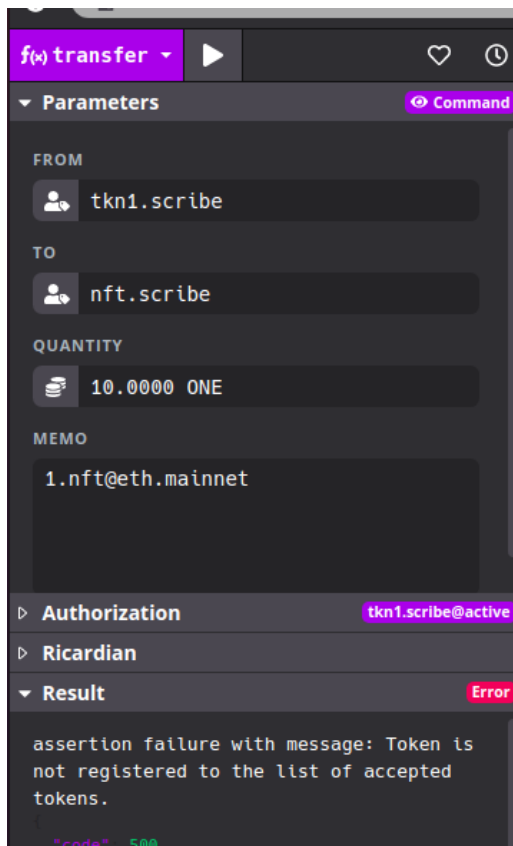 f(x) transfer
Parameters
Command
FROM
tkn1.scribe
TO
nft.scribe
QUANTITY
10.0000 ONE
MEMO
1.nft@eth.mainnet
Authorization
tkn1.scribe@active
Ricardian
Result
Error
assertion failure with message: Token is
not registered to the list of accepted
tokens.
{
"code": 500